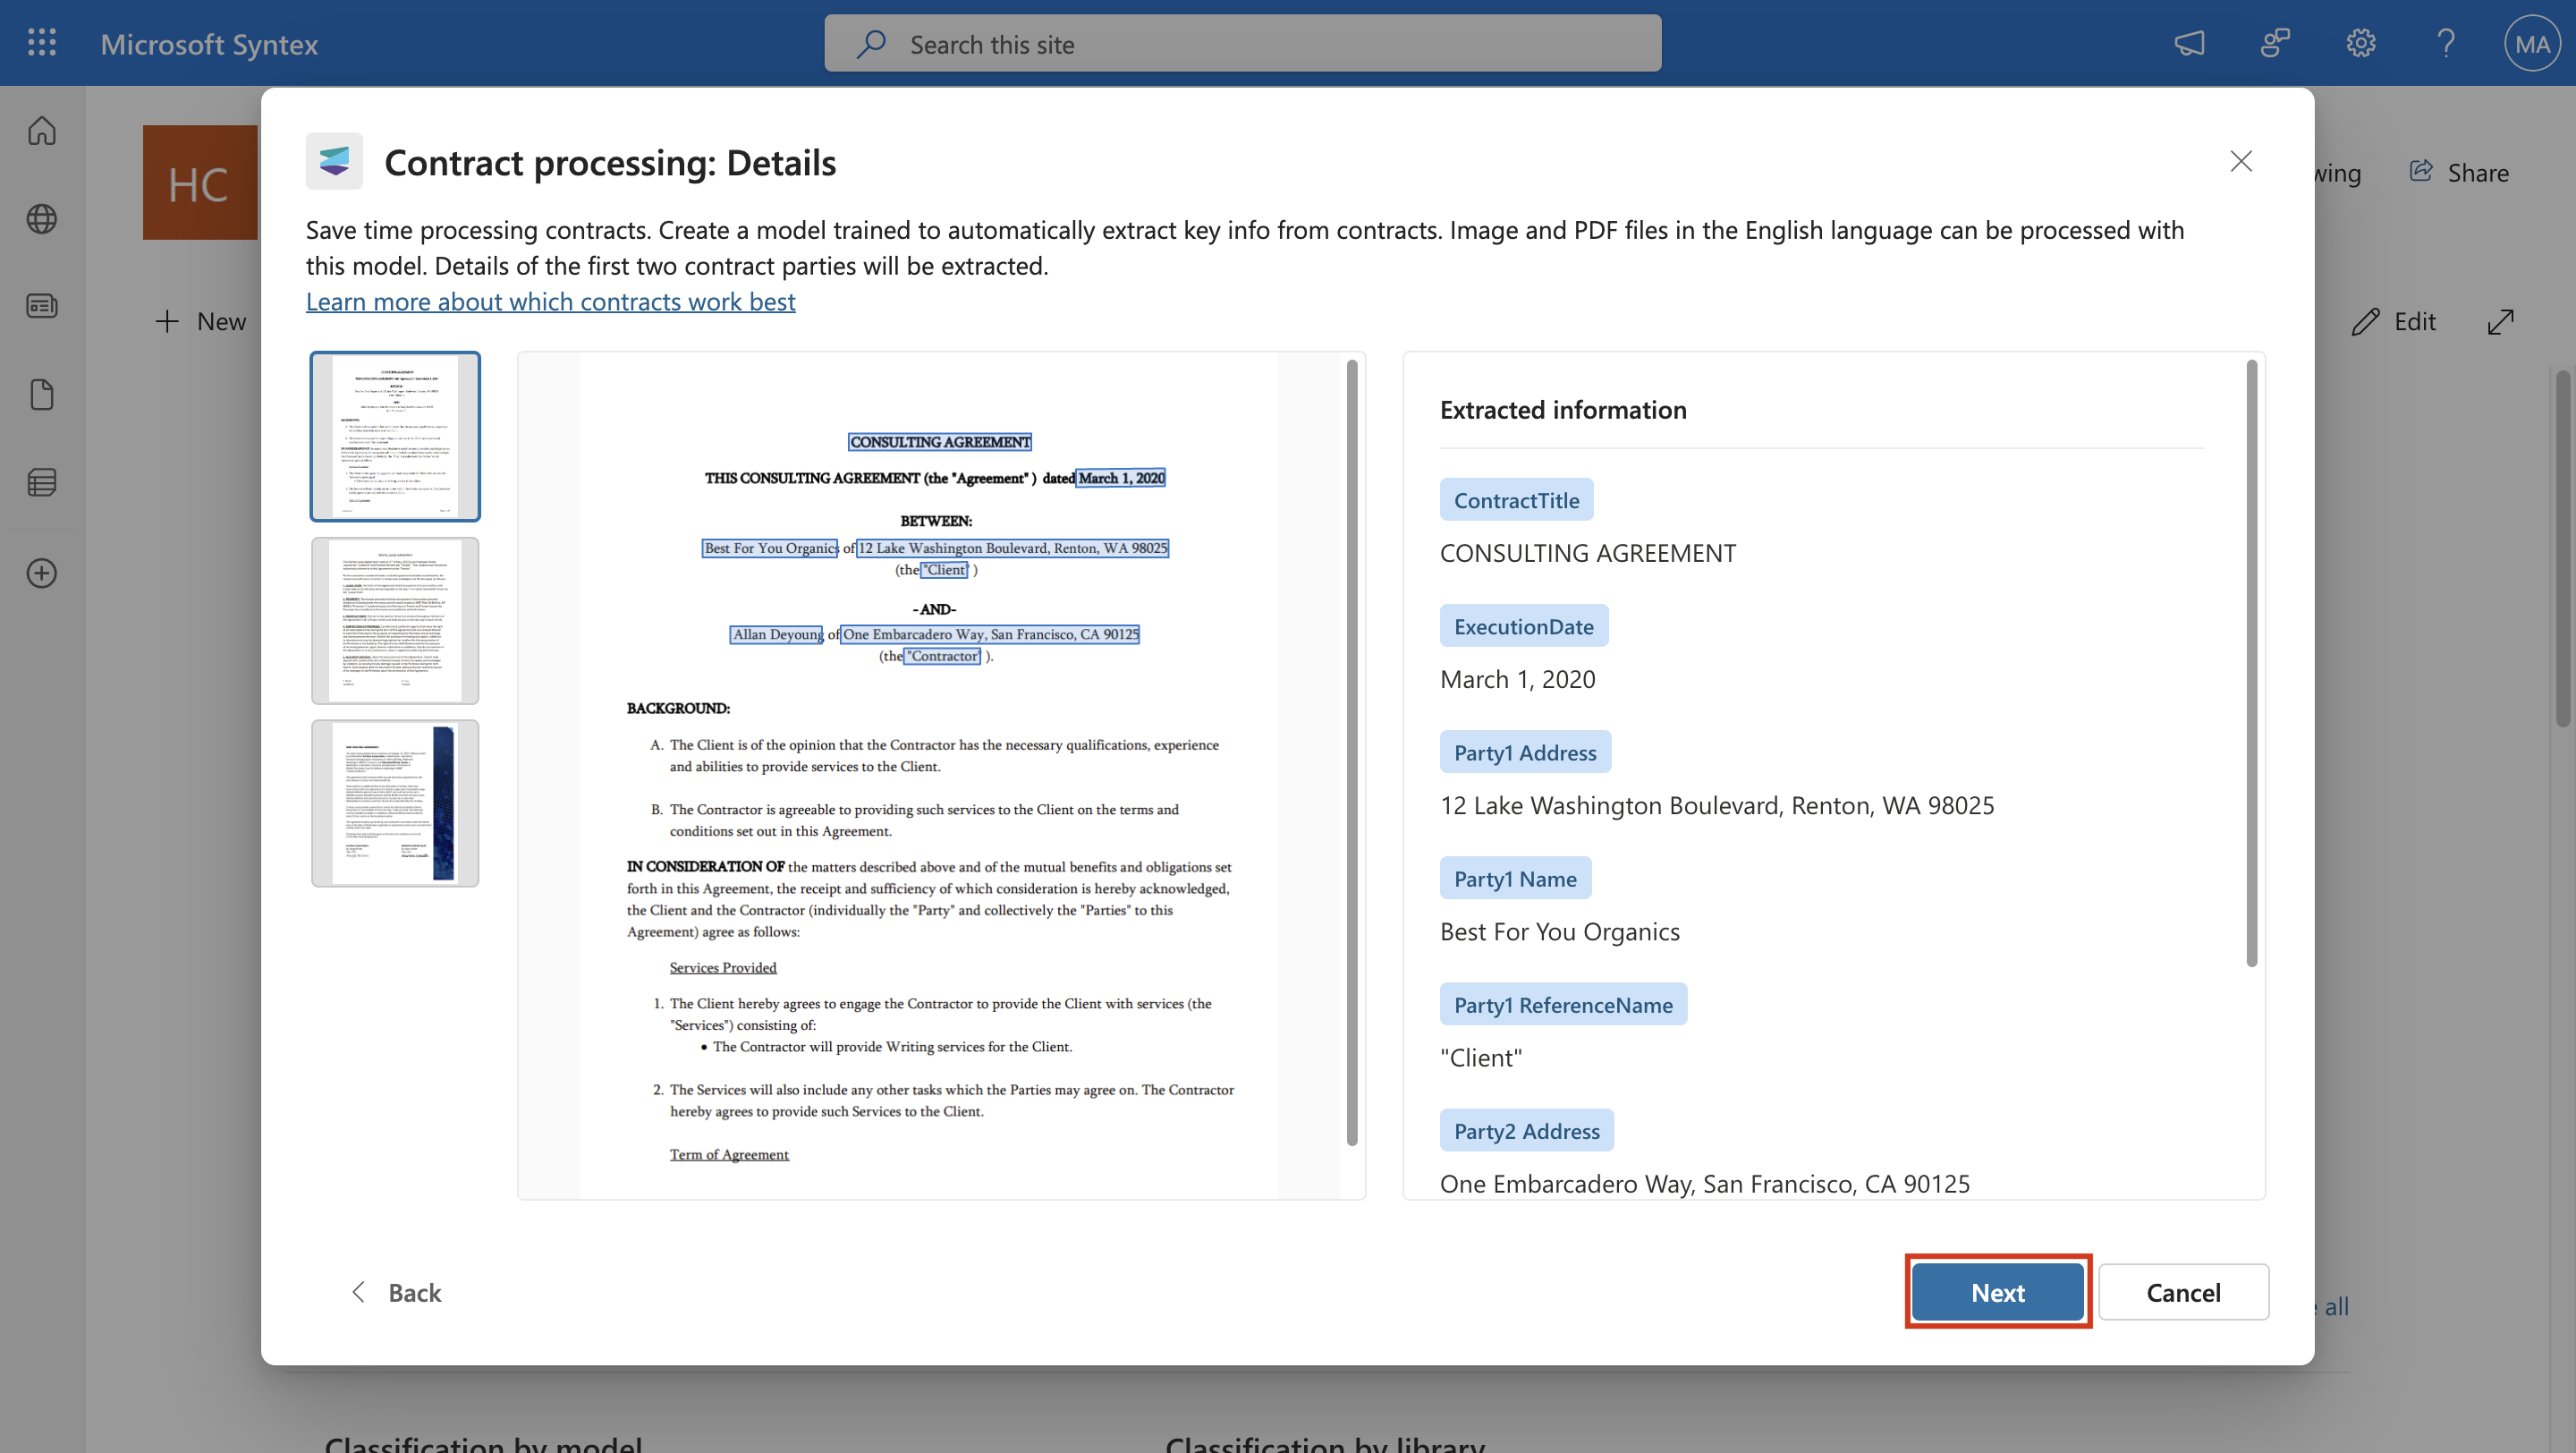 Microsoft Syntex
Search this site
MA
HC
wing
Share
Contract processing: Details
Save time processing contracts. Create a model trained to automatically extract key info from contracts. Image and PDF files in the English language can be processed with
this model. Details of the first two contract parties will be extracted.
Learn more about which contracts work best
New
Edit
CONSULTING AGREEMENT
THIS CONSULTING AGREEMENT (the "Agreement" ) dated March 1, 2020
BETWEEN:
Best For You Organics of 12 Lake Washington Boulevard, Renton, WA 98025
(the "Client" )
- AND-
Allan Deyoung of One Embarcadero Way, San Francisco, CA 90125
(the "Contractor" ).
BACKGROUND:
A. The Client is of the opinion that the Contractor has the necessary qualifications, experience
and abilities to provide services to the Client.
B. The Contractor is agreeable to providing such services to the Client on the terms and
conditions set out in this Agreement.
IN CONSIDERATION OF the matters described above and of the mutual benefits and obligations set
forth in this Agreement, the receipt and sufficiency of which consideration is hereby acknowledged,
the Client and the Contractor (individually the "Party" and collectively the "Parties" to this
Agreement) agree as follows:
Services Provided
1. The Client hereby agrees to engage the Contractor to provide the Client with services (the
"Services") consisting of:
• The Contractor will provide Writing services for the Client.
2. The Services will also include any other tasks which the Parties may agree on. The Contractor
hereby agrees to provide such Services to the Client.
Term of Agreement
Extracted information
ContractTitle
CONSULTING AGREEMENT
ExecutionDate
March 1, 2020
Party1 Address
12 Lake Washington Boulevard, Renton, WA 98025
Party1 Name
Best For You Organics
Party1 ReferenceName
"Client"
Party2 Address
One Embarcadero Way, San Francisco, CA 90125
Back
Next
Cancel
all
Classification by model
Classification by library